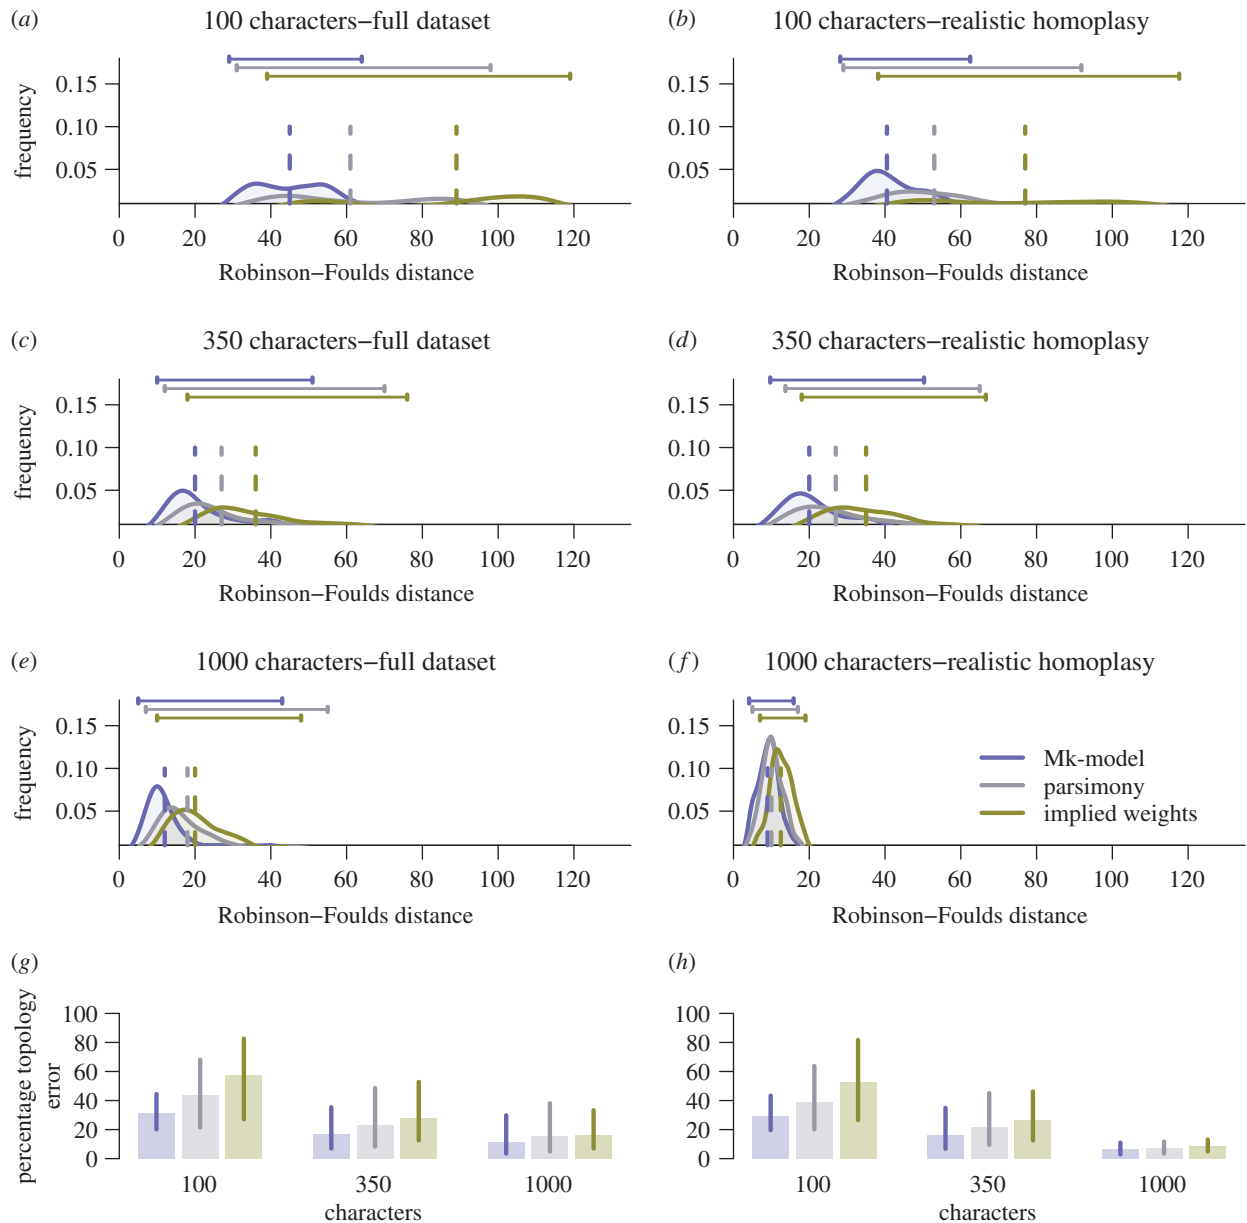 (a) 100 characters–full dataset
frequency
0.15
0.10
0.05
0 20 40 60 80 100 120
Robinson–Foulds distance
(b) 100 characters–realistic homoplasy
0.15
0.10
0.05
0 20 40 60 80 100 120
Robinson–Foulds distance
(c) 350 characters–full dataset
frequency
0.15
0.10
0.05
0 20 40 60 80 100 120
Robinson–Foulds distance
(d) 350 characters–realistic homoplasy
0.15
0.10
0.05
0 20 40 60 80 100 120
Robinson–Foulds distance
(e) 1000 characters–full dataset
frequency
0.15
0.10
0.05
0 20 40 60 80 100 120
Robinson–Foulds distance
(f) 1000 characters–realistic homoplasy
0.15
0.10
0.05
Mk-model
parsimony
implied weights
0 20 40 60 80 100 120
Robinson–Foulds distance
(g)
percentage topology
error
100
80
60
40
20
0
100 350 1000
characters
(h)
100
80
60
40
20
0
100 350 1000
characters